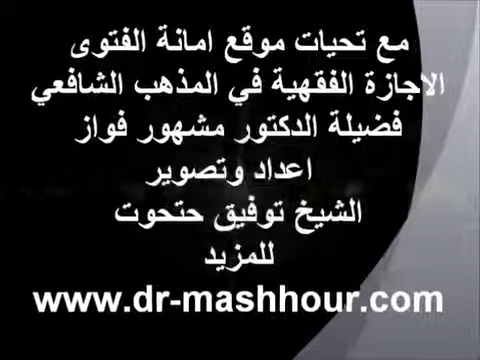 مع تحيات موقع امانة الفتوى
الاجازة الفقهية في المذهب الشافعي
فضيلة الدكتور مشهور فواز
اعداد وتصوير
الشيخ توفيق حتحوت
للمزيد
www.dr-mashhour.com